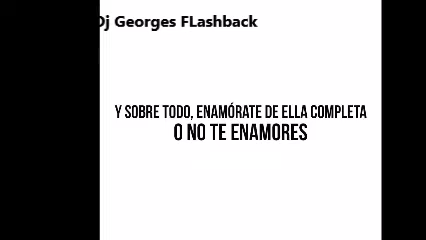 Dj Georges FLashback
Y SOBRE TODO, ENAMÓRATE DE ELLA COMPLETA
O NO TE ENAMORES